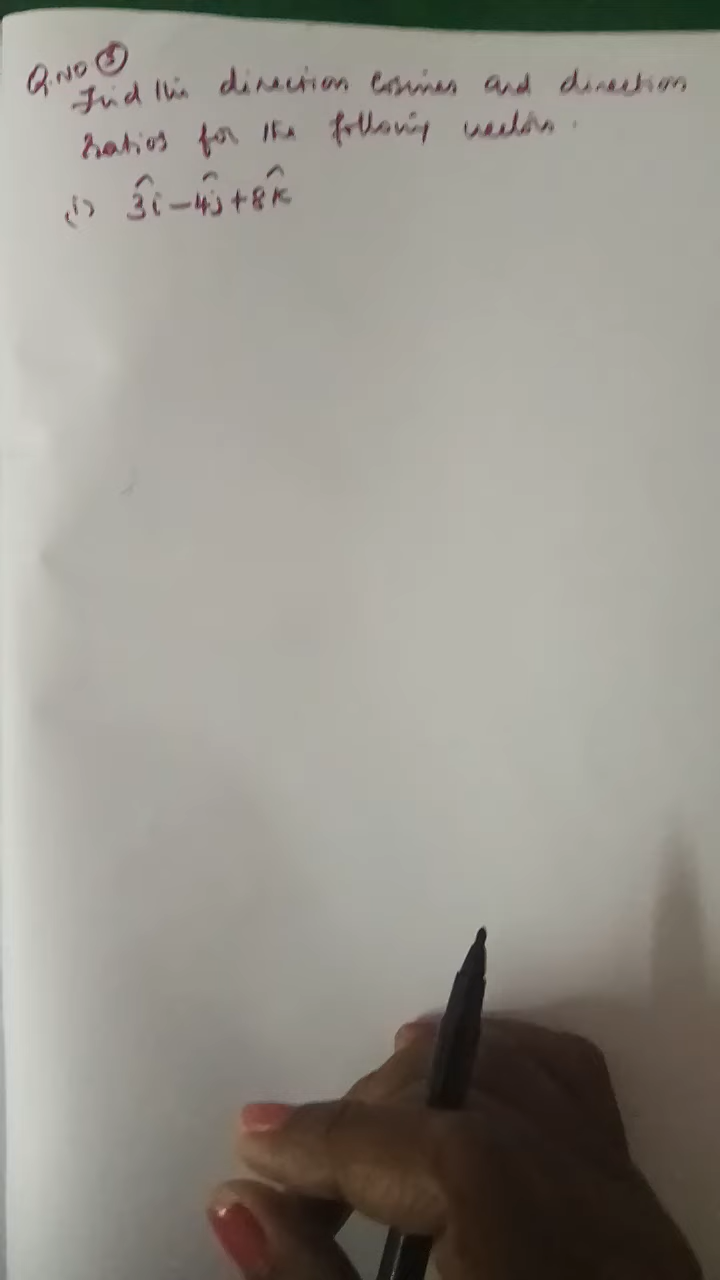 Q.NO ⑤
Find the direction cosines and direction
ratios for the following vectors.
(i) 3î - 4ĵ + 8k̂